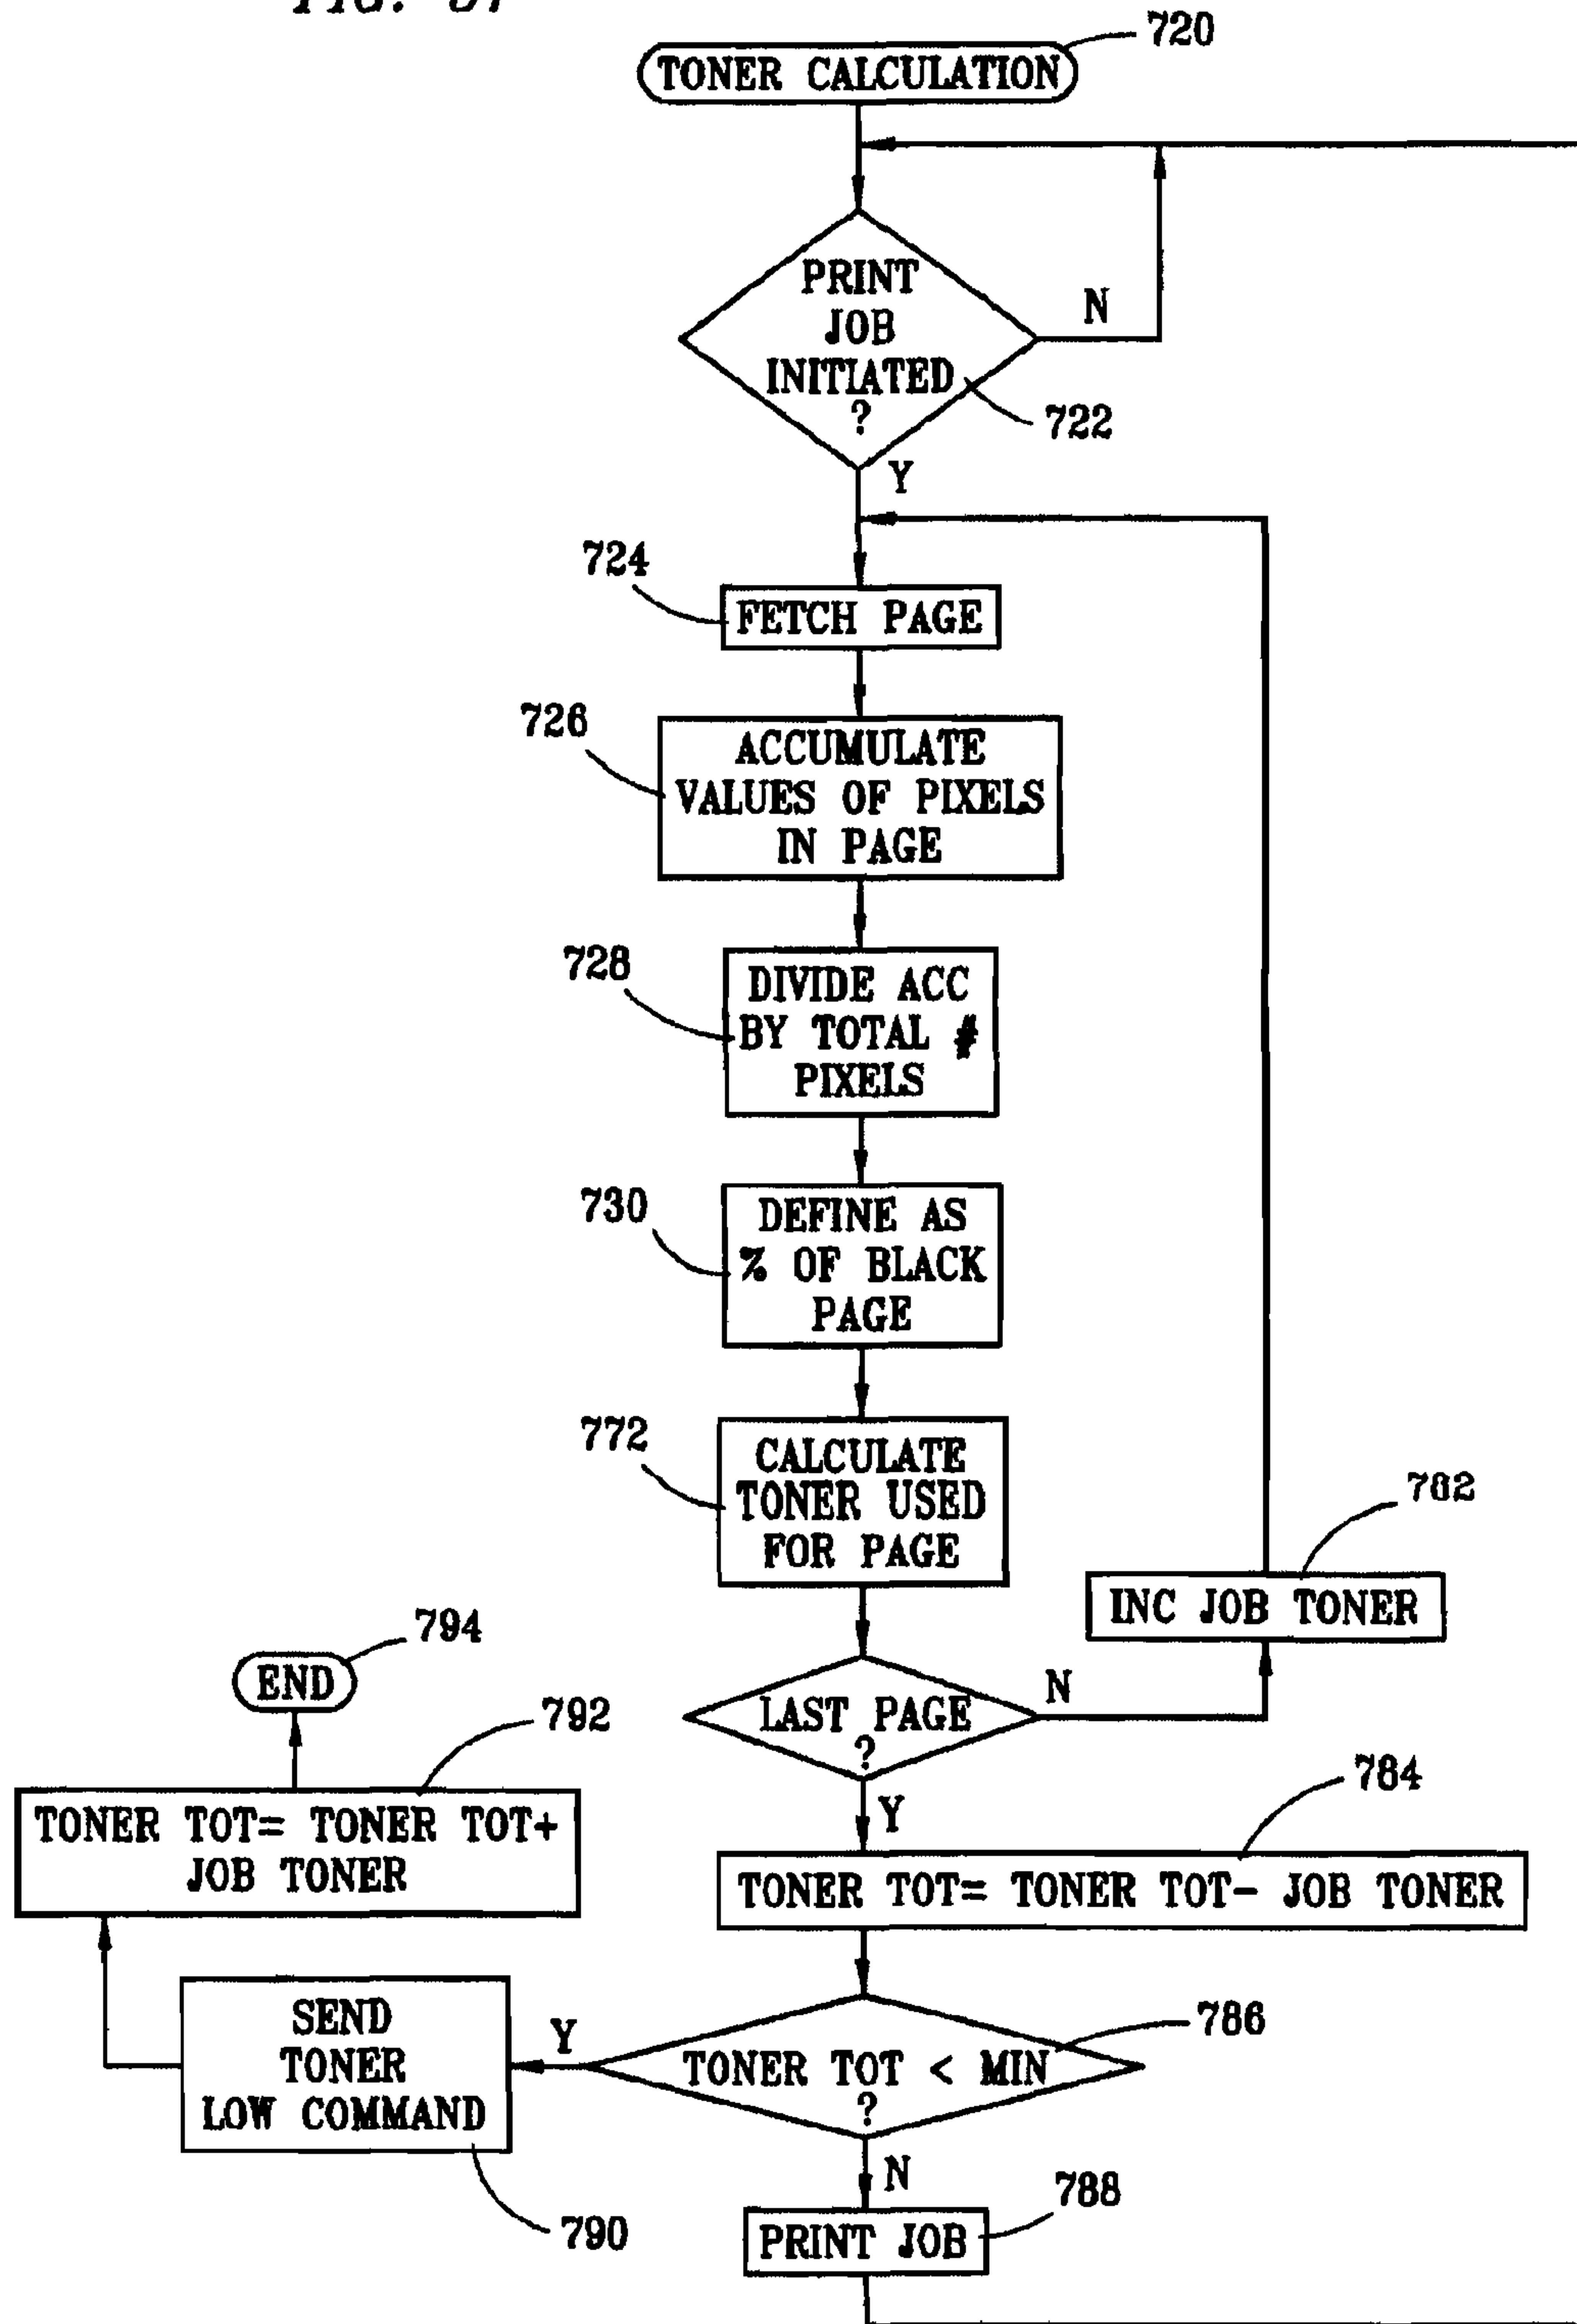 TONER CALCULATION
720
PRINT
JOB
INITIATED
?
N
722
Y
724
FETCH PAGE
726
ACCUMULATE
VALUES OF PIXELS
IN PAGE
728
DIVIDE ACC
BY TOTAL #
PIXELS
730
DEFINE AS
% OF BLACK
PAGE
772
CALCULATE
TONER USED
FOR PAGE
782
INC JOB TONER
794
END
LAST PAGE
?
N
792
Y
784
TONER TOT= TONER TOT+
JOB TONER
TONER TOT= TONER TOT- JOB TONER
SEND
TONER
LOW COMMAND
Y
TONER TOT < MIN
?
786
N
790
788
PRINT JOB